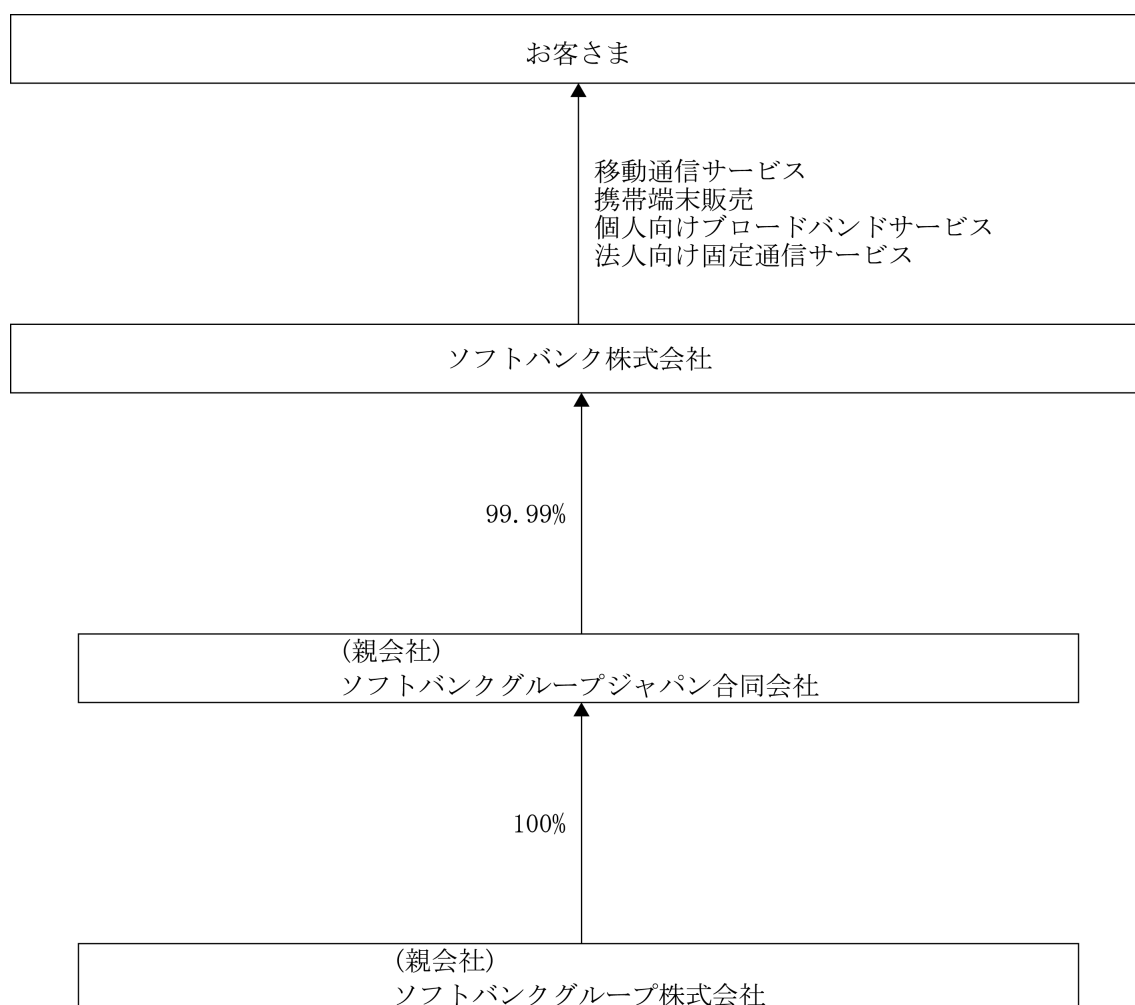 お客さま
移動通信サービス
携帯端末販売
個人向けブロードバンドサービス
法人向け固定通信サービス
ソフトバンク株式会社
99.99%
(親会社)
ソフトバンクグループジャパン合同会社
100%
(親会社)
ソフトバンクグループ株式会社